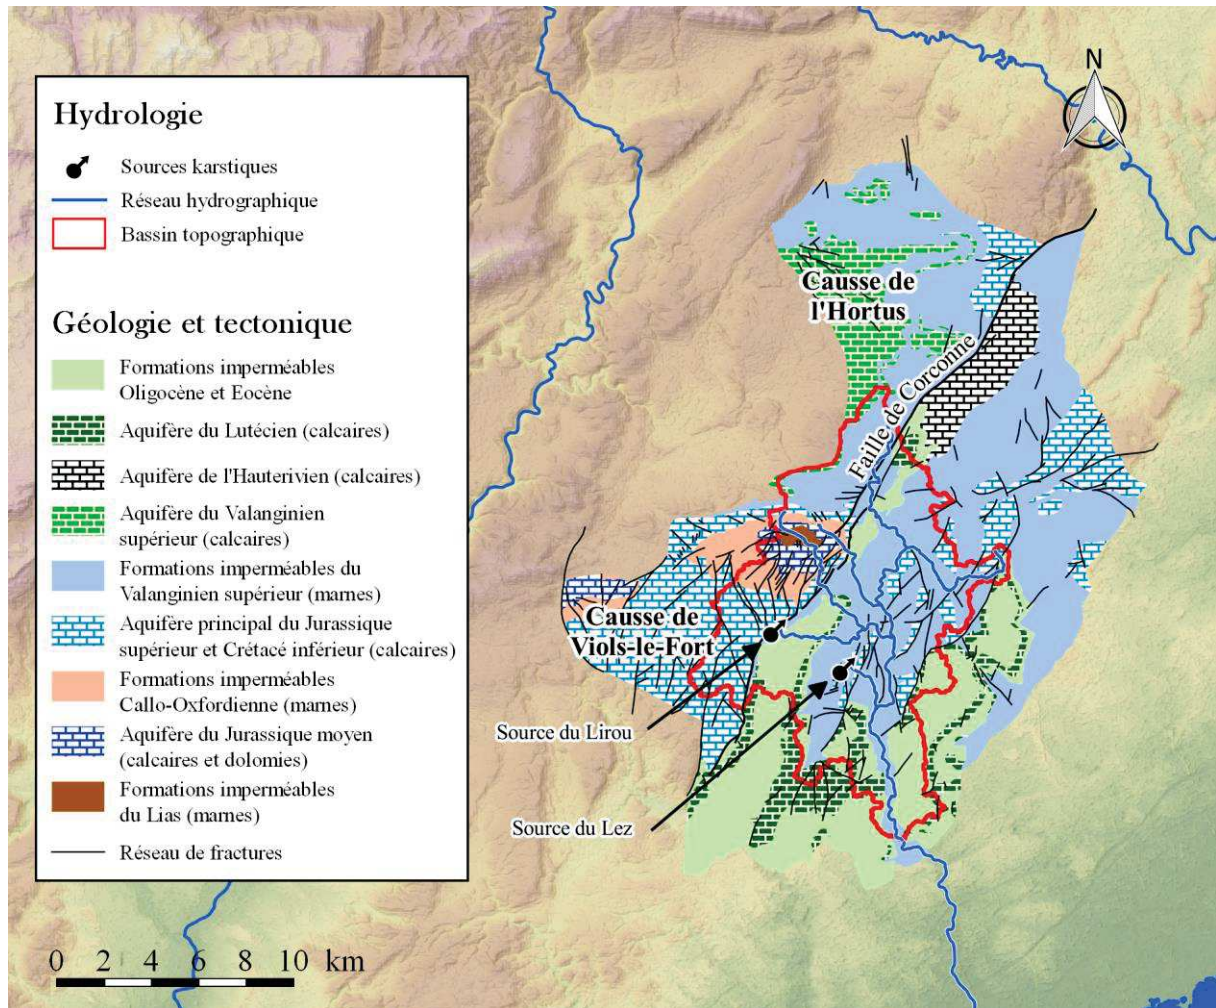 Hydrologie
Sources karstiques
Réseau hydrographique
Bassin topographique
Géologie et tectonique
Formations imperméables
Oligocène et Eocène
Aquifère du Lutécien (calcaires)
Aquifère de l'Hauterivien (calcaires)
Aquifère du Valanginien
supérieur (calcaires)
Formations imperméables du
Valanginien supérieur (marnes)
Aquifère principal du Jurassique
supérieur et Crétacé inférieur (calcaires)
Formations imperméables
Callo-Oxfordienne (marnes)
Aquifère du Jurassique moyen
(calcaires et dolomies)
Formations imperméables
du Lias (marnes)
Réseau de fractures
0 2 4 6 8 10 km
N
Causse de
l'Hortus
Faille de Corconne
Causse de
Viols-le-Fort
Source du Lirou
Source du Lez